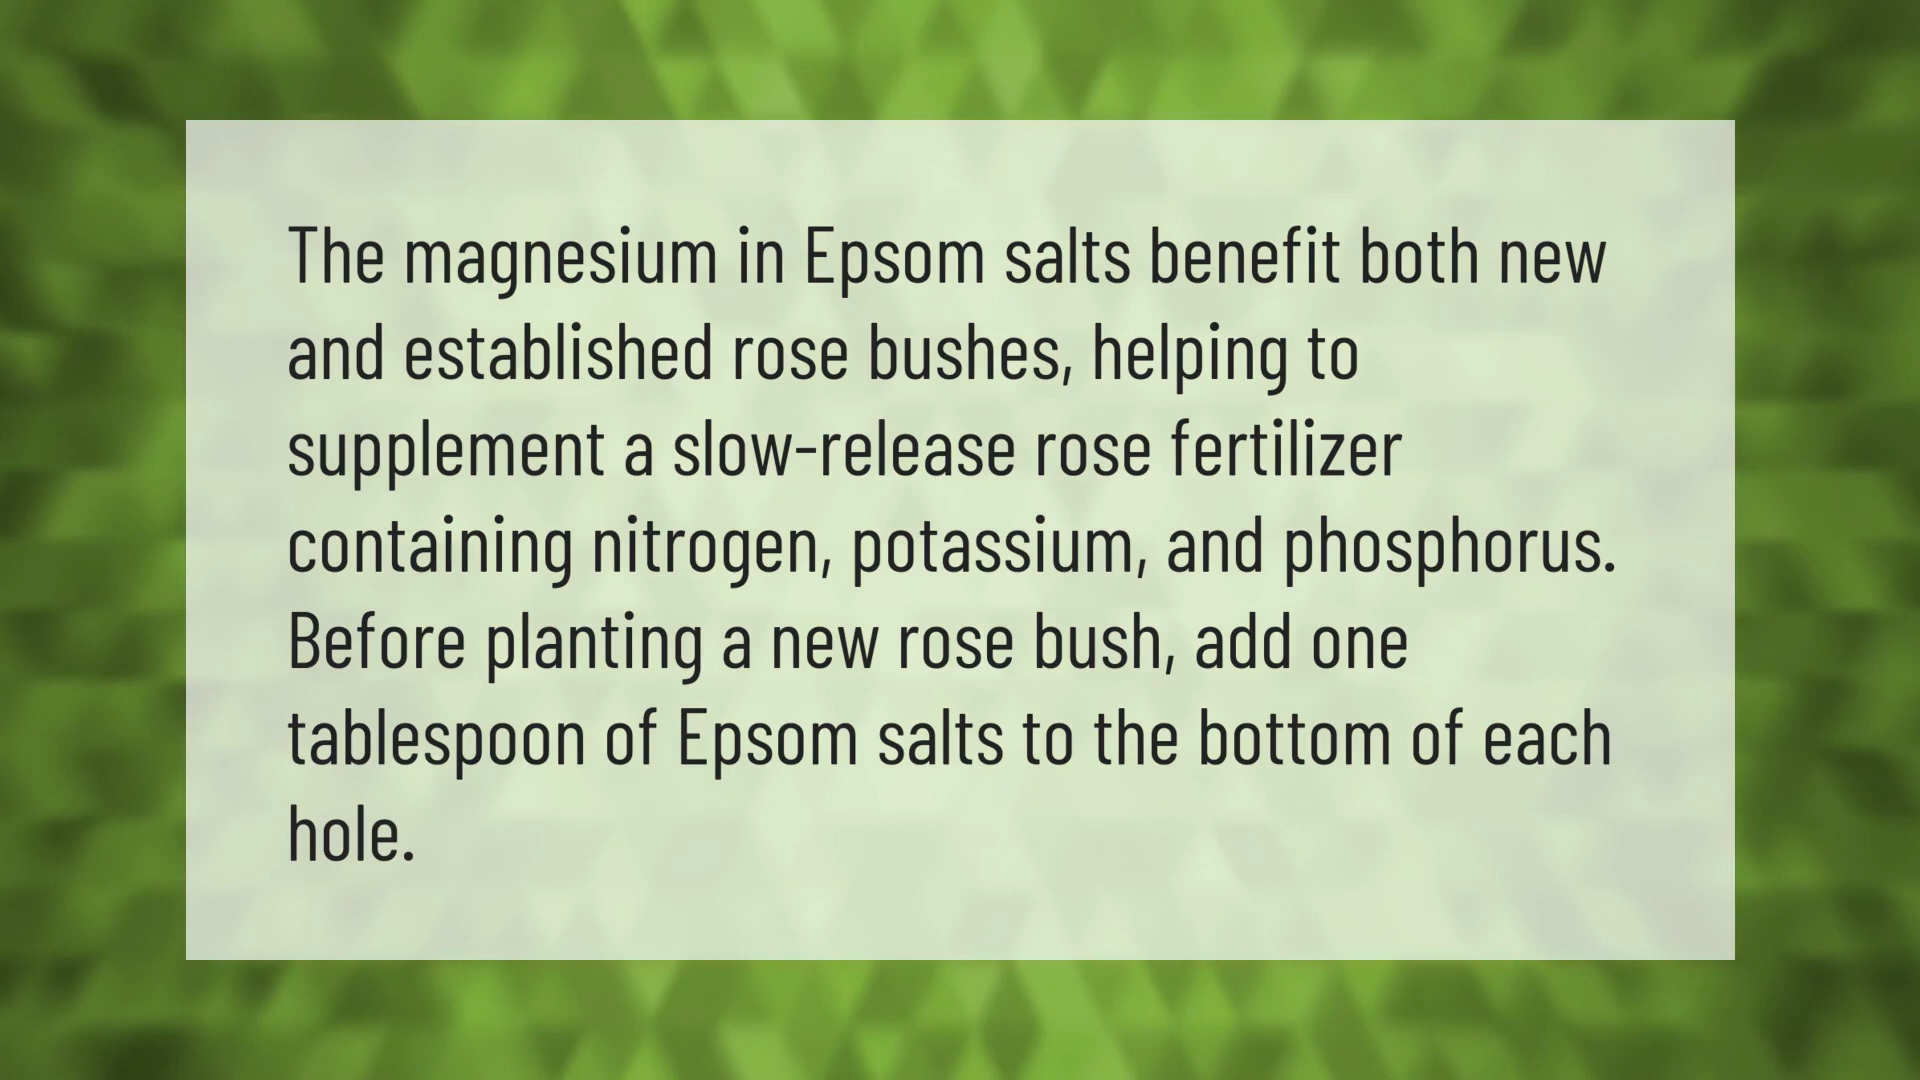 The magnesium in Epsom salts benefit both new
and established rose bushes, helping to
supplement a slow-release rose fertilizer
containing nitrogen, potassium, and phosphorus.
Before planting a new rose bush, add one
tablespoon of Epsom salts to the bottom of each
hole.